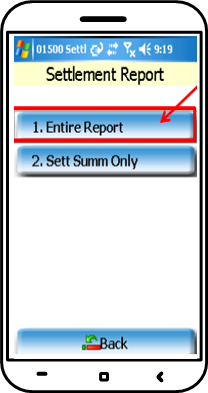 01500 Settl 9:19
Settlement Report
1. Entire Report
2. Sett Summ Only
Back